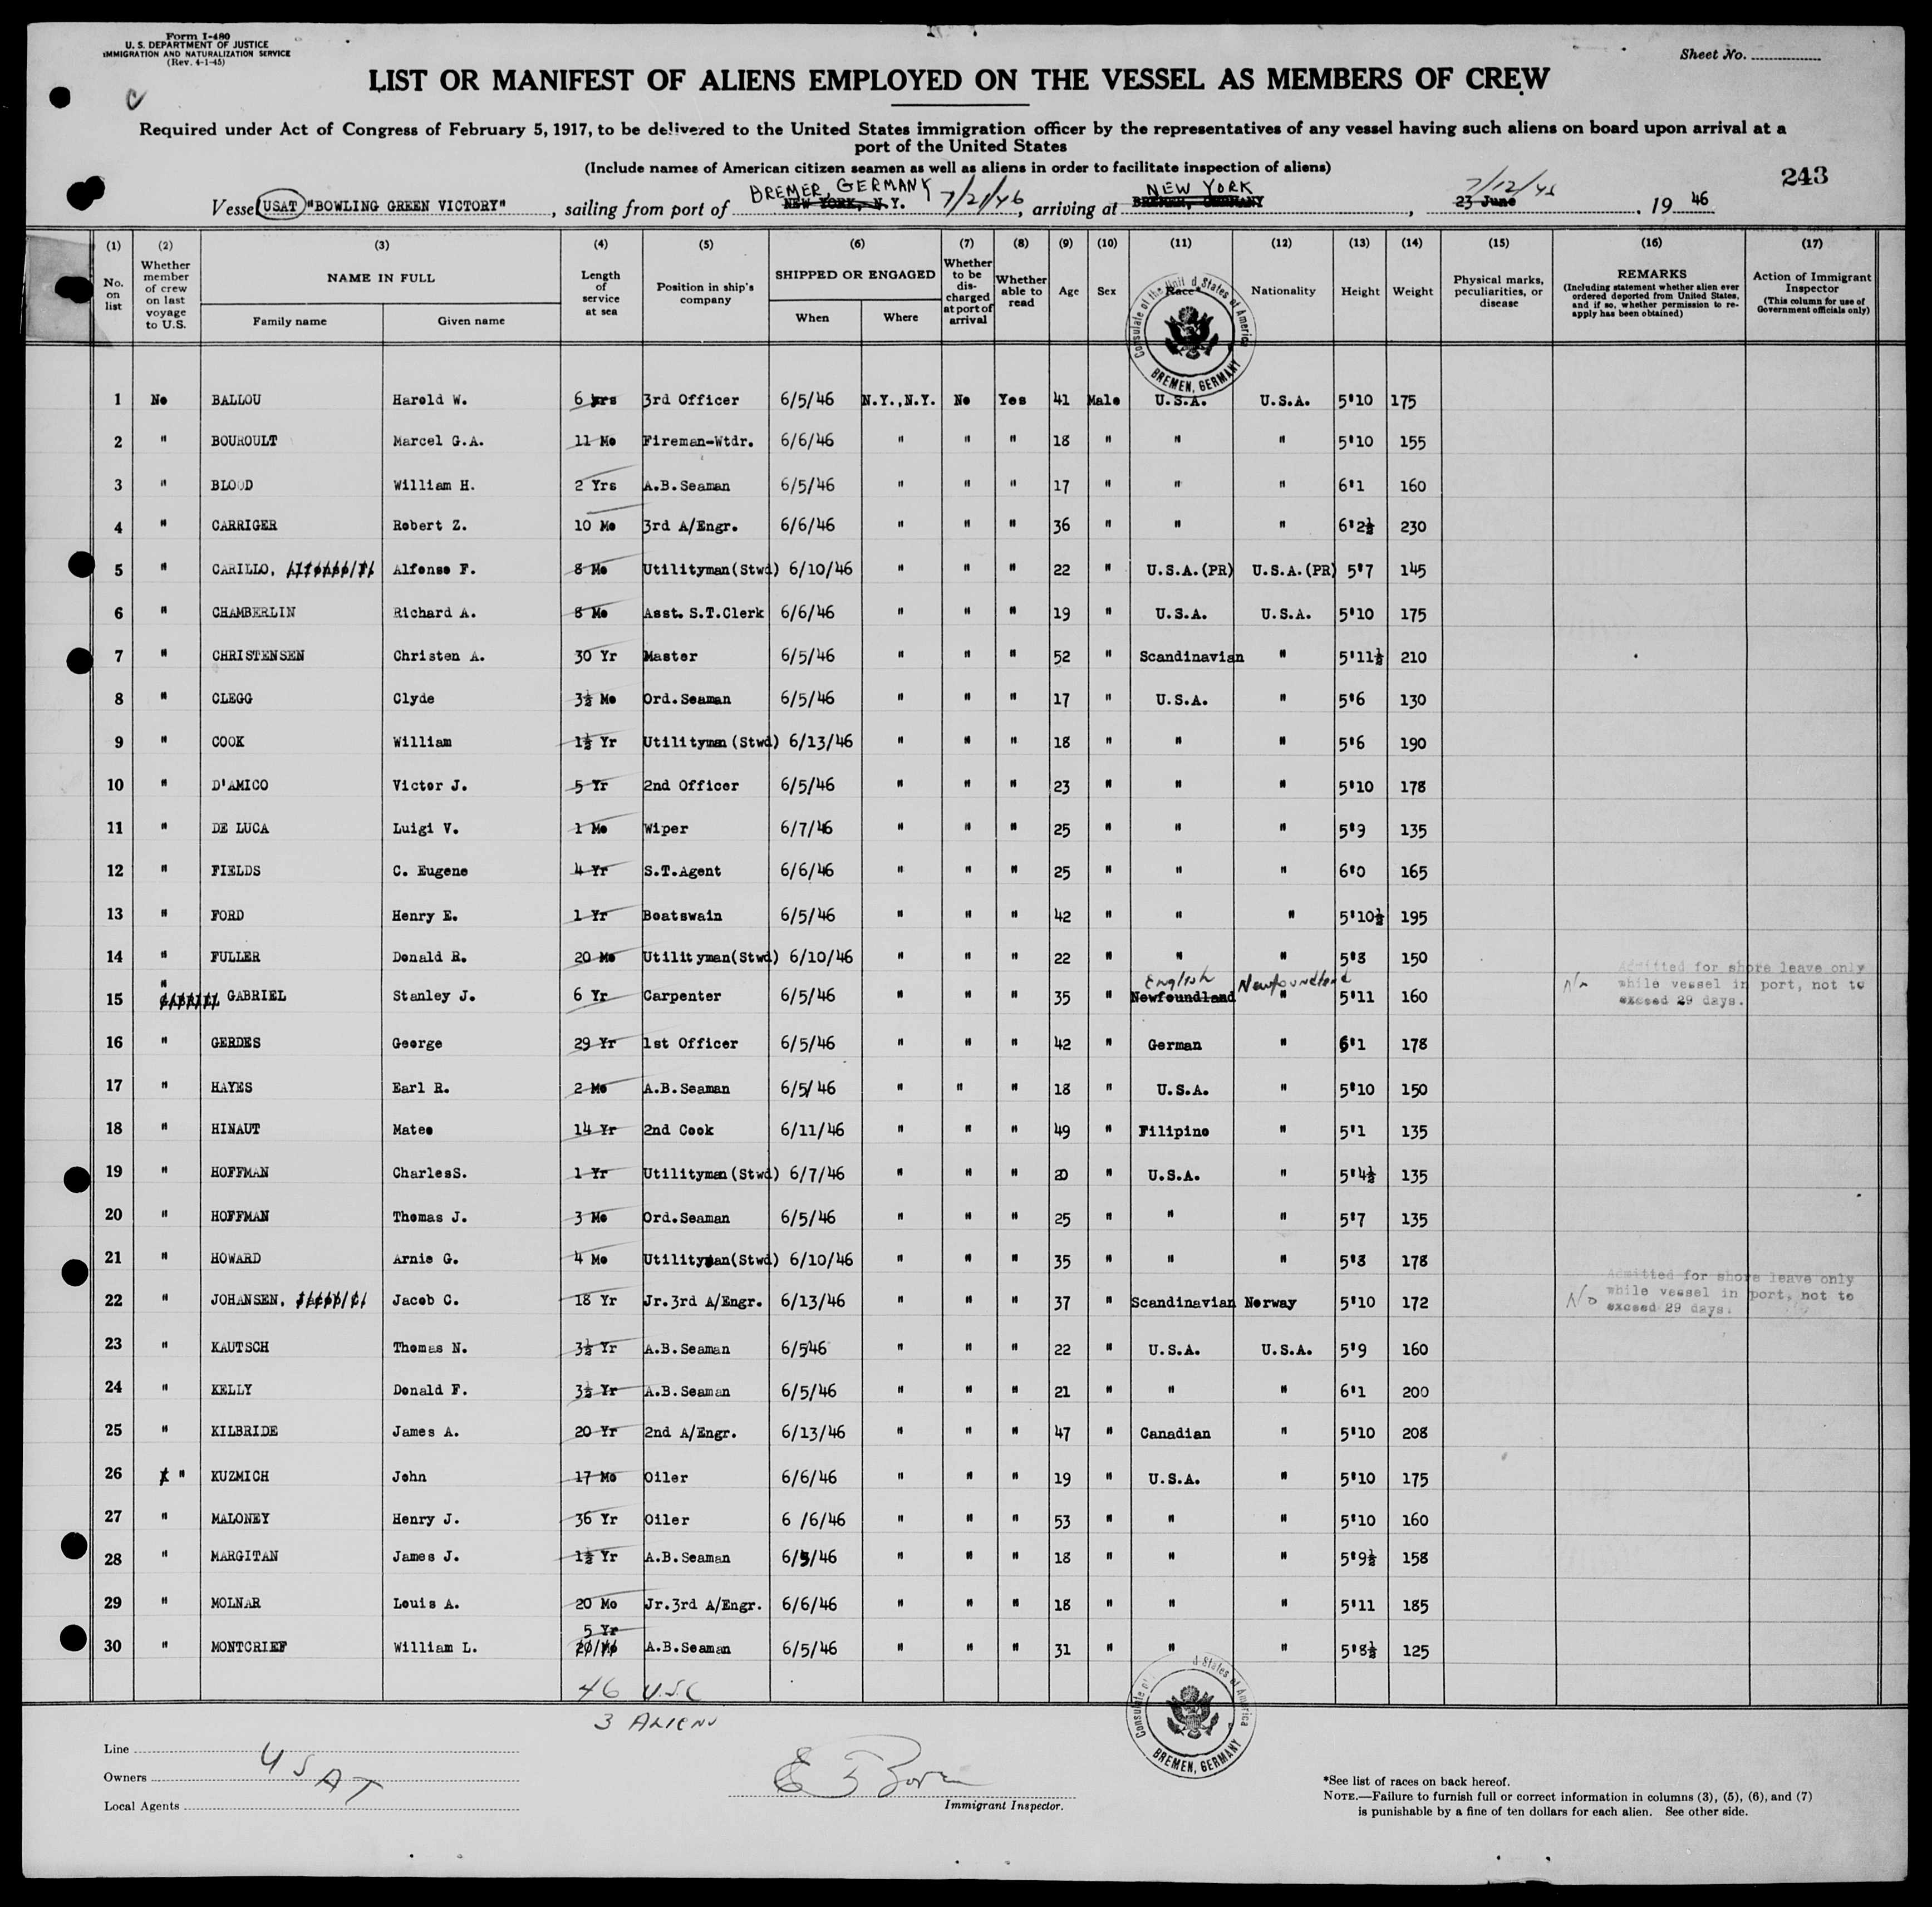 Form I-480
U. S. DEPARTMENT OF JUSTICE
IMMIGRATION AND NATURALIZATION SERVICE
(Rev. 4-1-45)
Sheet No.
LIST OR MANIFEST OF ALIENS EMPLOYED ON THE VESSEL AS MEMBERS OF CREW
Required under Act of Congress of February 5, 1917, to be delivered to the United States immigration officer by the representatives of any vessel having such aliens on board upon arrival at a
port of the United States
(Include names of American citizen seamen as well as aliens in order to facilitate inspection of aliens)
243
BREMER, GERMANY NEW YORK
Vessel USAT "BOWLING GREEN VICTORY", sailing from port of NEW YORK, N.Y. 7/21/46, arriving at BREMER, GERMANY, 23 June, 19 46
(1) (2) (3) (4) (5) (6) (7) (8) (9) (10) (11) (12) (13) (14) (15) (16) (17)
No. on list
Whether member of crew on last voyage to U.S.
NAME IN FULL
Family name Given name
Length of service at sea
Position in ship's company
SHIPPED OR ENGAGED
When Where
Whether to be discharged at port of arrival
Whether able to read
Age
Sex
Race*
Nationality
Height
Weight
Physical marks, peculiarities, or disease
REMARKS
(Including statement whether alien ever ordered deported from United States, and if so, whether permission to reapply has been obtained)
Action of Immigrant Inspector
(This column for use of Government officials only)
Consulate of the United States of America
BREMEN, GERMANY
1 No BALLOU Harold W. 6 yrs 3rd Officer 6/5/46 N.Y.,N.Y. No Yes 41 Male U.S.A. U.S.A. 5'10 175
2 " BOUROULT Marcel G.A. 11 Mo Fireman-Wtdr. 6/6/46 " " " 18 " " " 5'10 155
3 " BLOOD William H. 2 Yrs A.B.Seaman 6/5/46 " " " 17 " " " 6'1 160
4 " CARRIGER Robert Z. 10 Mo 3rd A/Engr. 6/6/46 " " " 36 " " " 6'2½ 230
5 " CARILLO, Alfonso F. 8 Mo Utilityman(Stwd) 6/10/46 " " " 22 " U.S.A.(PR) U.S.A.(PR) 5'7 145
6 " CHAMBERLIN Richard A. 8 Mo Asst. S.T.Clerk 6/6/46 " " " 19 " U.S.A. U.S.A. 5'10 175
7 " CHRISTENSEN Christen A. 30 Yr Master 6/5/46 " " " 52 " Scandinavian " 5'11½ 210
8 " CLEGG Clyde 3½ Mo Ord.Seaman 6/5/46 " " " 17 " U.S.A. " 5'6 130
9 " COOK William 1½ Yr Utilityman(Stwd) 6/13/46 " " " 18 " " " 5'6 190
10 " D'AMICO Victor J. 5 Yr 2nd Officer 6/5/46 " " " 23 " " " 5'10 178
11 " DE LUCA Luigi V. 1 Mo Wiper 6/7/46 " " " 25 " " " 5'9 135
12 " FIELDS C. Eugene 4 Yr S.T.Agent 6/6/46 " " " 25 " " " 6'0 165
13 " FORD Henry E. 1 Yr Boatswain 6/5/46 " " " 42 " " " 5'10½ 195
14 " FULLER Donald R. 20 Mo Utilityman(Stwd) 6/10/46 " " " 22 " " " 5'8 150
English Newfoundland
15 " GABRIEL GABRIEL Stanley J. 6 Yr Carpenter 6/5/46 " " " 35 " Newfoundland " 5'11 160
Admitted for shore leave only
while vessel in port, not to
exceed 29 days.
16 " GERDES George 29 Yr 1st Officer 6/5/46 " " " 42 " German " 6'1 178
17 " HAYES Earl R. 2 Mo A.B.Seaman 6/5/46 " " " 18 " U.S.A. " 5'10 150
18 " HINAUT Mateo 14 Yr 2nd Cook 6/11/46 " " " 49 " Filipino " 5'1 135
19 " HOFFMAN CharlesS. 1 Yr Utilityman(Stwd) 6/7/46 " " " 20 " U.S.A. " 5'4½ 135
20 " HOFFMAN Thomas J. 3 Mo Ord.Seaman 6/5/46 " " " 25 " " " 5'7 135
21 " HOWARD Arnie G. 4 Mo Utilityman(Stwd) 6/10/46 " " " 35 " " " 5'8 178
22 " JOHANSEN, Jacob C. 18 Yr Jr.3rd A/Engr. 6/13/46 " " " 37 " Scandinavian Norway 5'10 172
No Admitted for shore leave only
while vessel in port, not to
exceed 29 days.
23 " KAUTSCH Thomas N. 3½ Yr A.B.Seaman 6/546 " " " 22 " U.S.A. U.S.A. 5'9 160
24 " KELLY Donald F. 3½ Yr A.B.Seaman 6/5/46 " " " 21 " " " 6'1 200
25 " KILBRIDE James A. 20 Yr 2nd A/Engr. 6/13/46 " " " 47 " Canadian " 5'10 208
26 " KUZMICH John 17 Mo Oiler 6/6/46 " " " 19 " U.S.A. " 5'10 175
27 " MALONEY Henry J. 36 Yr Oiler 6 /6/46 " " " 53 " " " 5'10 160
28 " MARGITAN James J. 1½ Yr A.B.Seaman 6/5/46 " " " 18 " " " 5'9½ 158
29 " MOLNAR Louis A. 20 Mo Jr.3rd A/Engr. 6/6/46 " " " 18 " " " 5'11 185
30 " MONTCRIEF William L. 5 Yr A.B.Seaman 6/5/46 " " " 31 " " " 5'8½ 125
46 U.S.C
3 ALIENS
Consulate of States of America
BREMEN, GERMANY
Line
Owners USAT
Local Agents
Immigrant Inspector.
*See list of races on back hereof.
NOTE.—Failure to furnish full or correct information in columns (3), (5), (6), and (7)
is punishable by a fine of ten dollars for each alien. See other side.